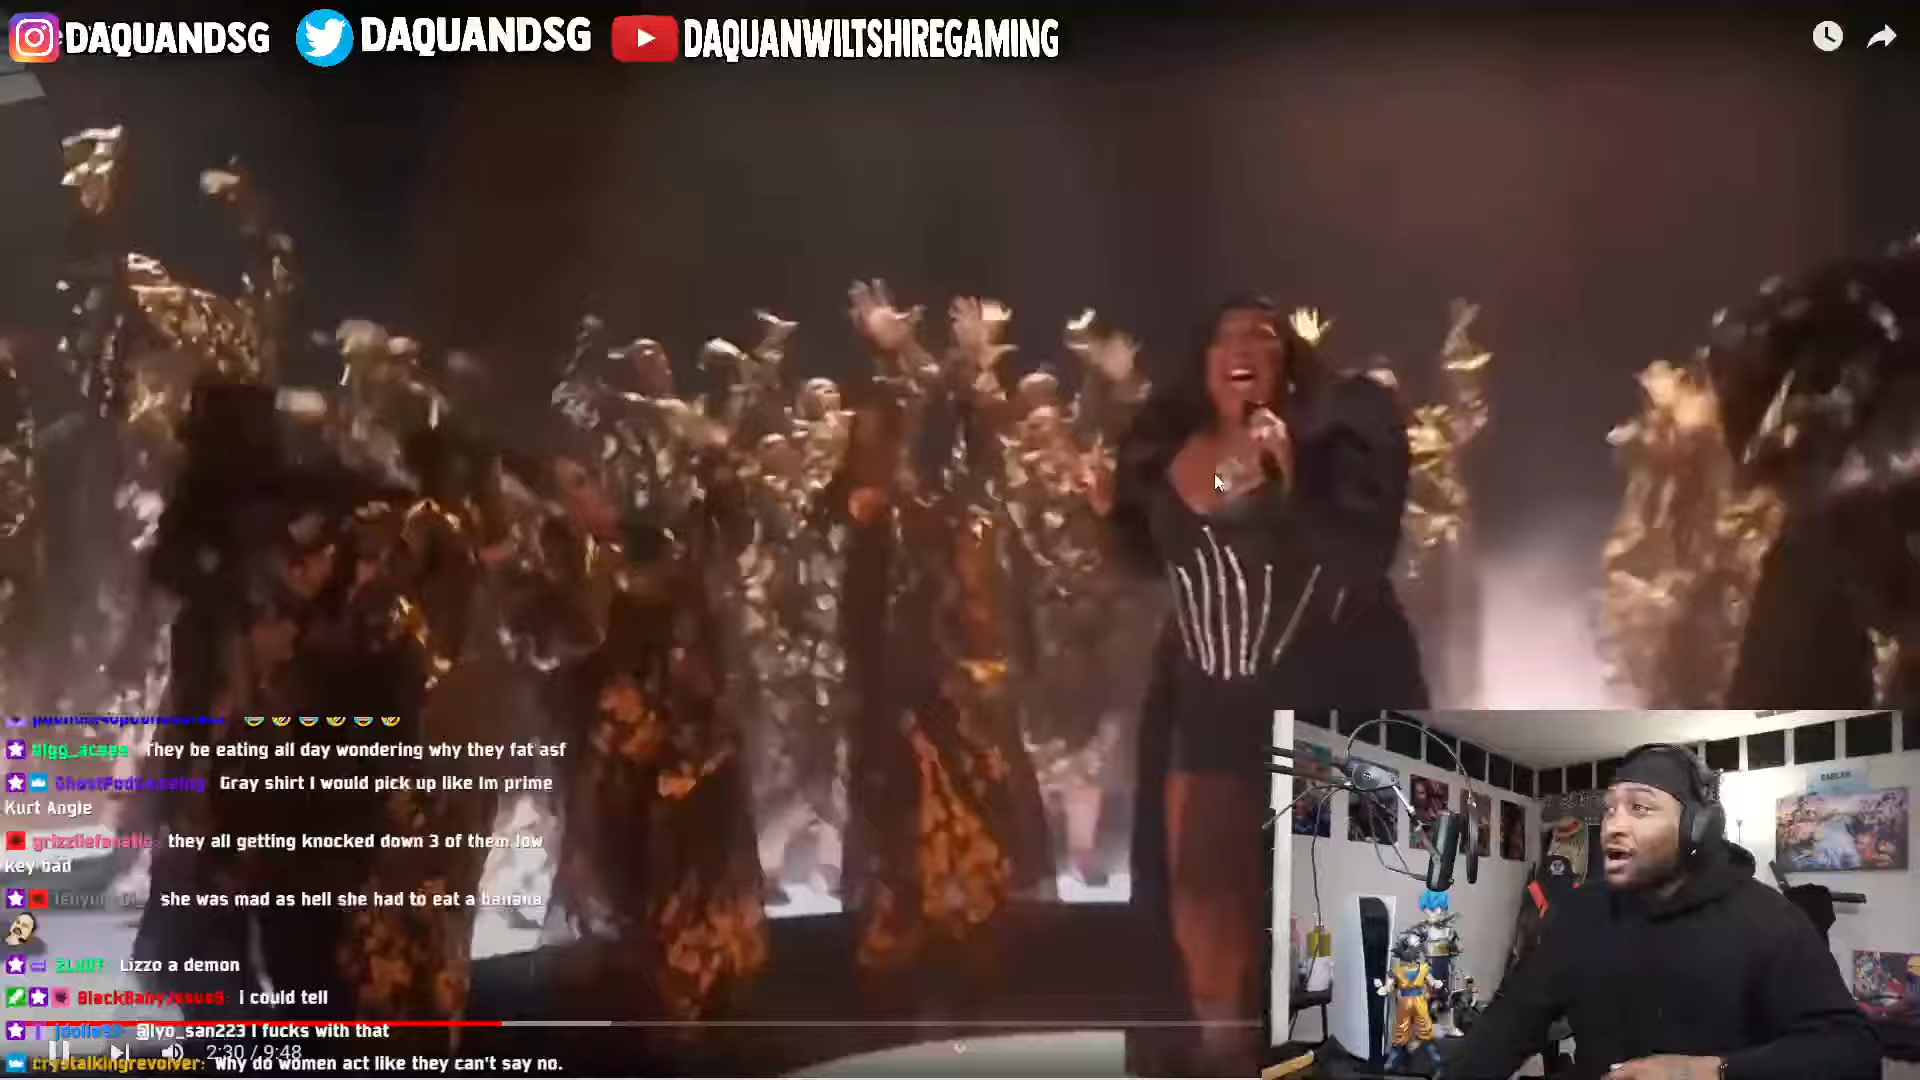 DAQUANDSG DAQUANDSG DAQUANWILTSHIREGAMING
They be eating all day wondering why they fat asf
GhostPodGameing: Gray shirt I would pick up like Im prime
Kurt Angle
grizzliefanatic: they all getting knocked down 3 of them low
key bad
she was mad as hell she had to eat a banana
Lizzo a demon
i could tell
@lyo_san223 I fucks with that
2:30 / 9:48
crystalkingrevolver: Why do women act like they can't say no.